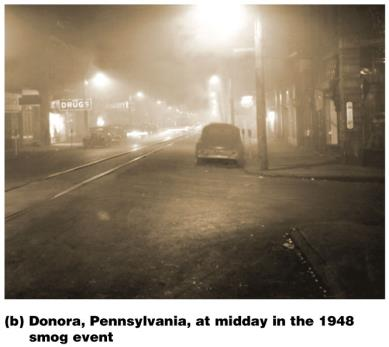 DRUGS
(b) Donora, Pennsylvania, at midday in the 1948
smog event